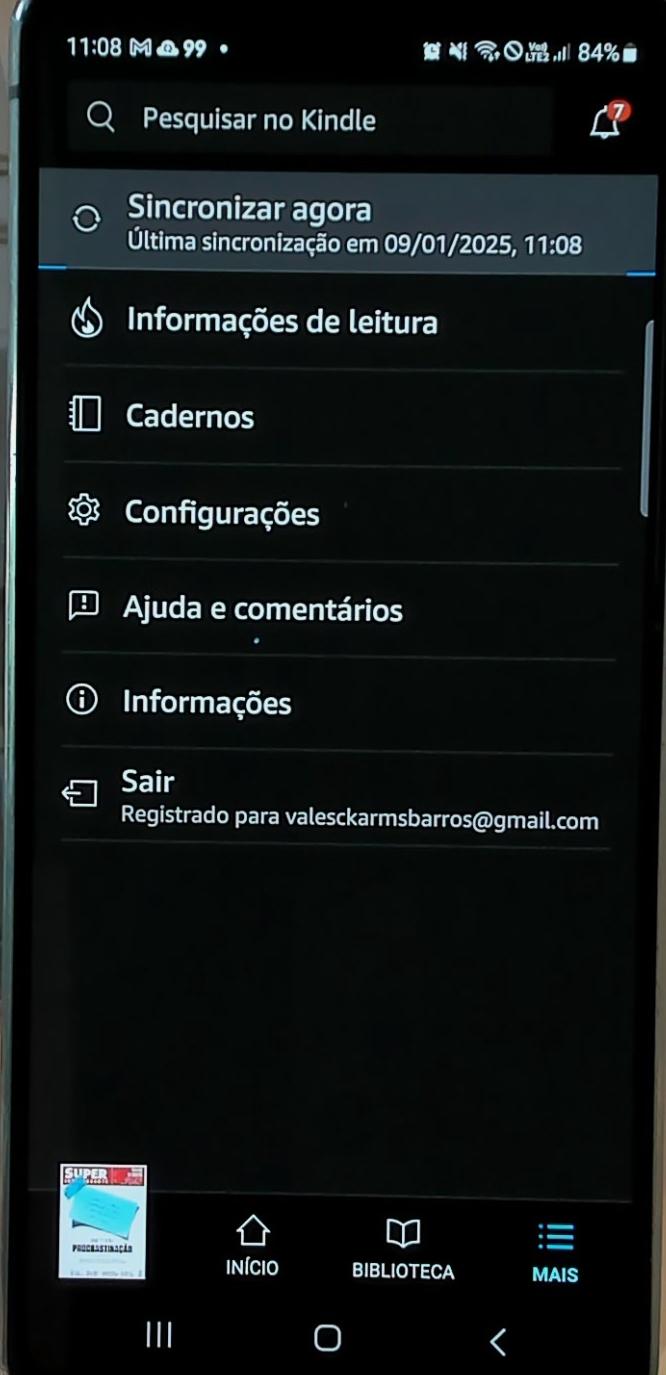 11:08 99
Vo)) LTE2 84%
Pesquisar no Kindle
7
Sincronizar agora
Última sincronização em 09/01/2025, 11:08
Informações de leitura
Cadernos
Configurações
Ajuda e comentários
Informações
Sair
Registrado para valesckarmsbarros@gmail.com
SUPER
PROCRASTINAÇÃO
INÍCIO
BIBLIOTECA
MAIS